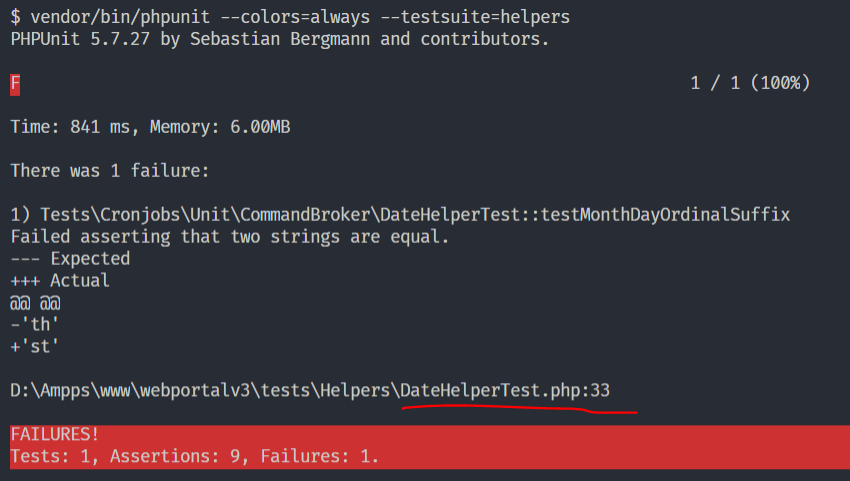 $ vendor/bin/phpunit --colors=always --testsuite=helpers
PHPUnit 5.7.27 by Sebastian Bergmann and contributors.
F 1 / 1 (100%)
Time: 841 ms, Memory: 6.00MB
There was 1 failure:
1) Tests\Cronjobs\Unit\CommandBroker\DateHelperTest::testMonthDayOrdinalSuffix
Failed asserting that two strings are equal.
--- Expected
+++ Actual
@@ @@
-'th'
+'st'
D:\Ampps\www\webportalv3\tests\Helpers\DateHelperTest.php:33
FAILURES!
Tests: 1, Assertions: 9, Failures: 1.